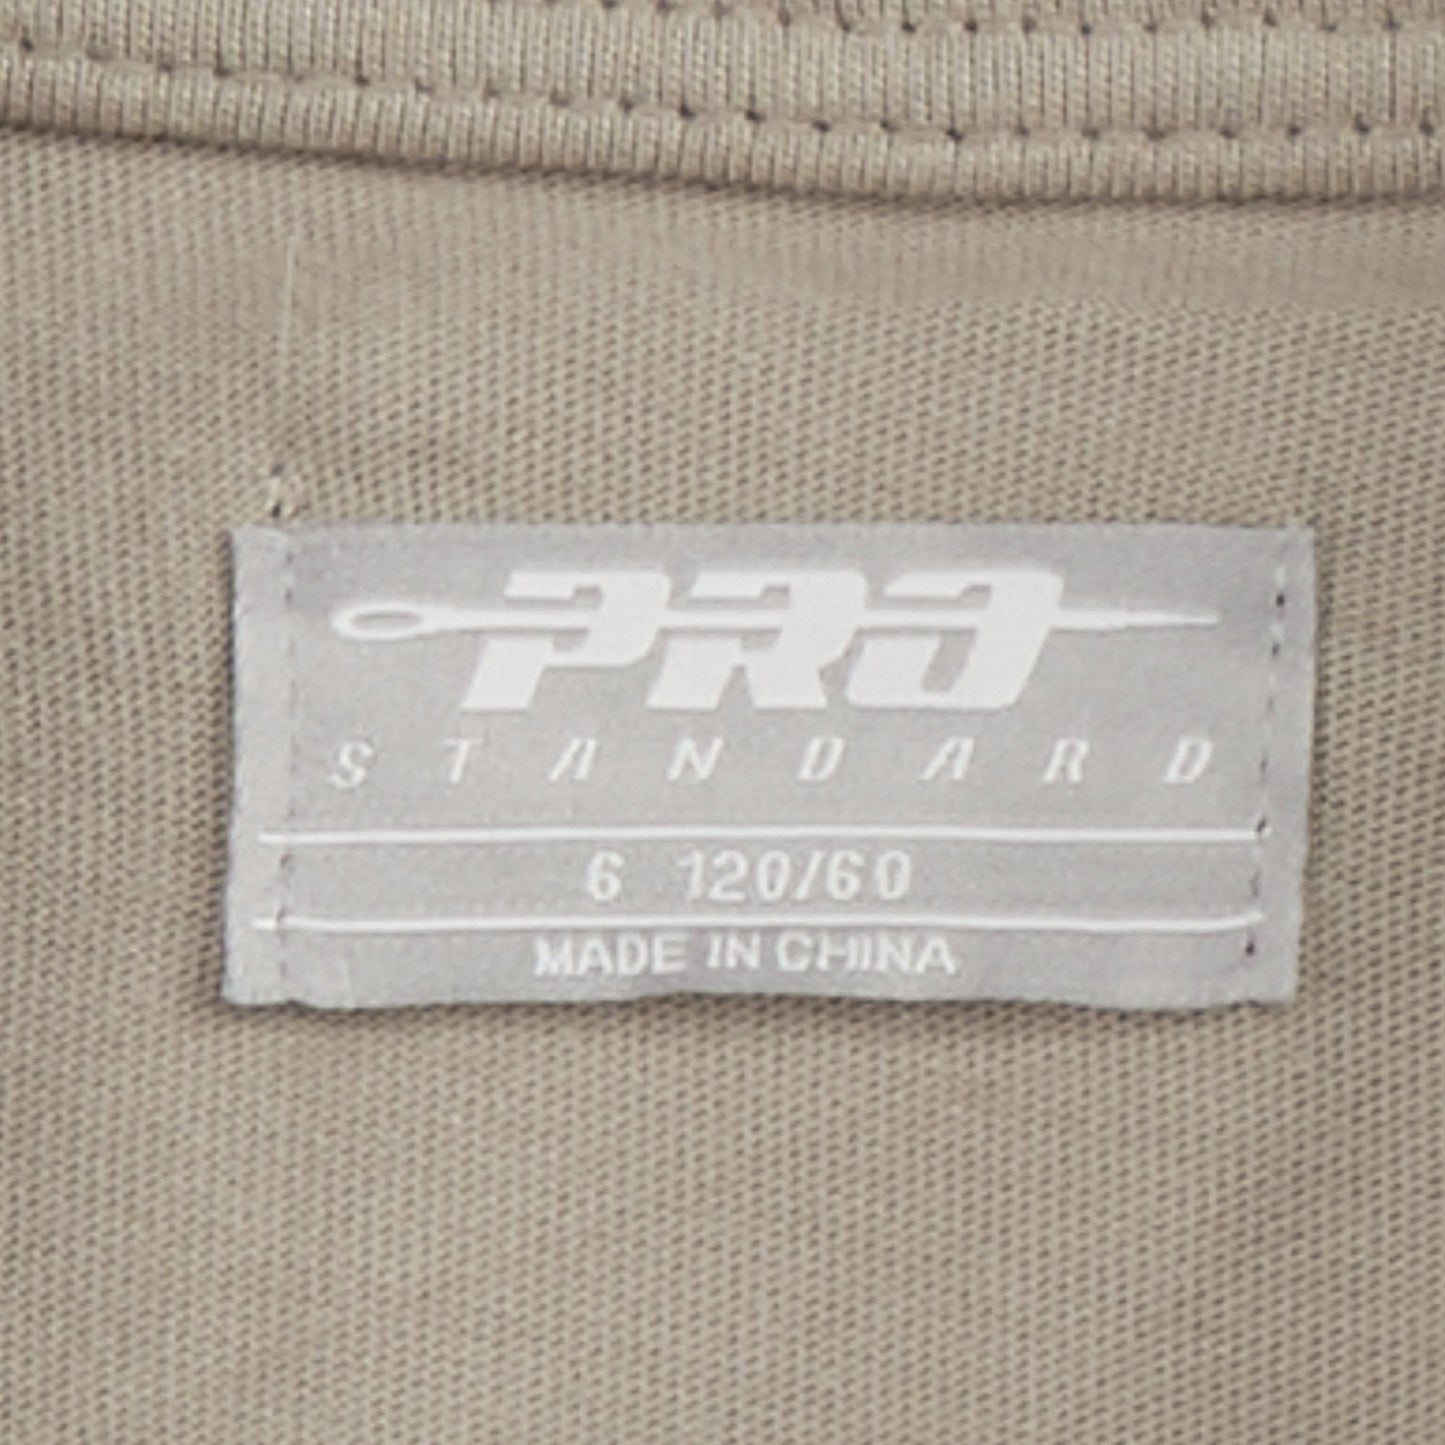 PRO
STANDARD
6 120/60
MADE IN CHINA